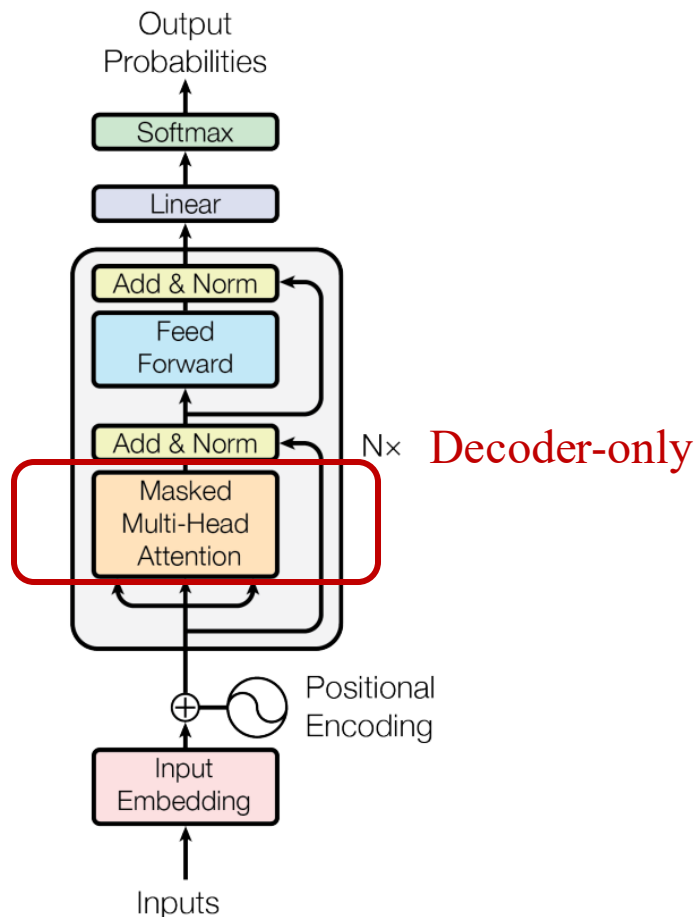 Output
Probabilities
Softmax
Linear
Add & Norm
Feed
Forward
Add & Norm
N×
Decoder-only
Masked
Multi-Head
Attention
Positional
Encoding
Input
Embedding
Inputs